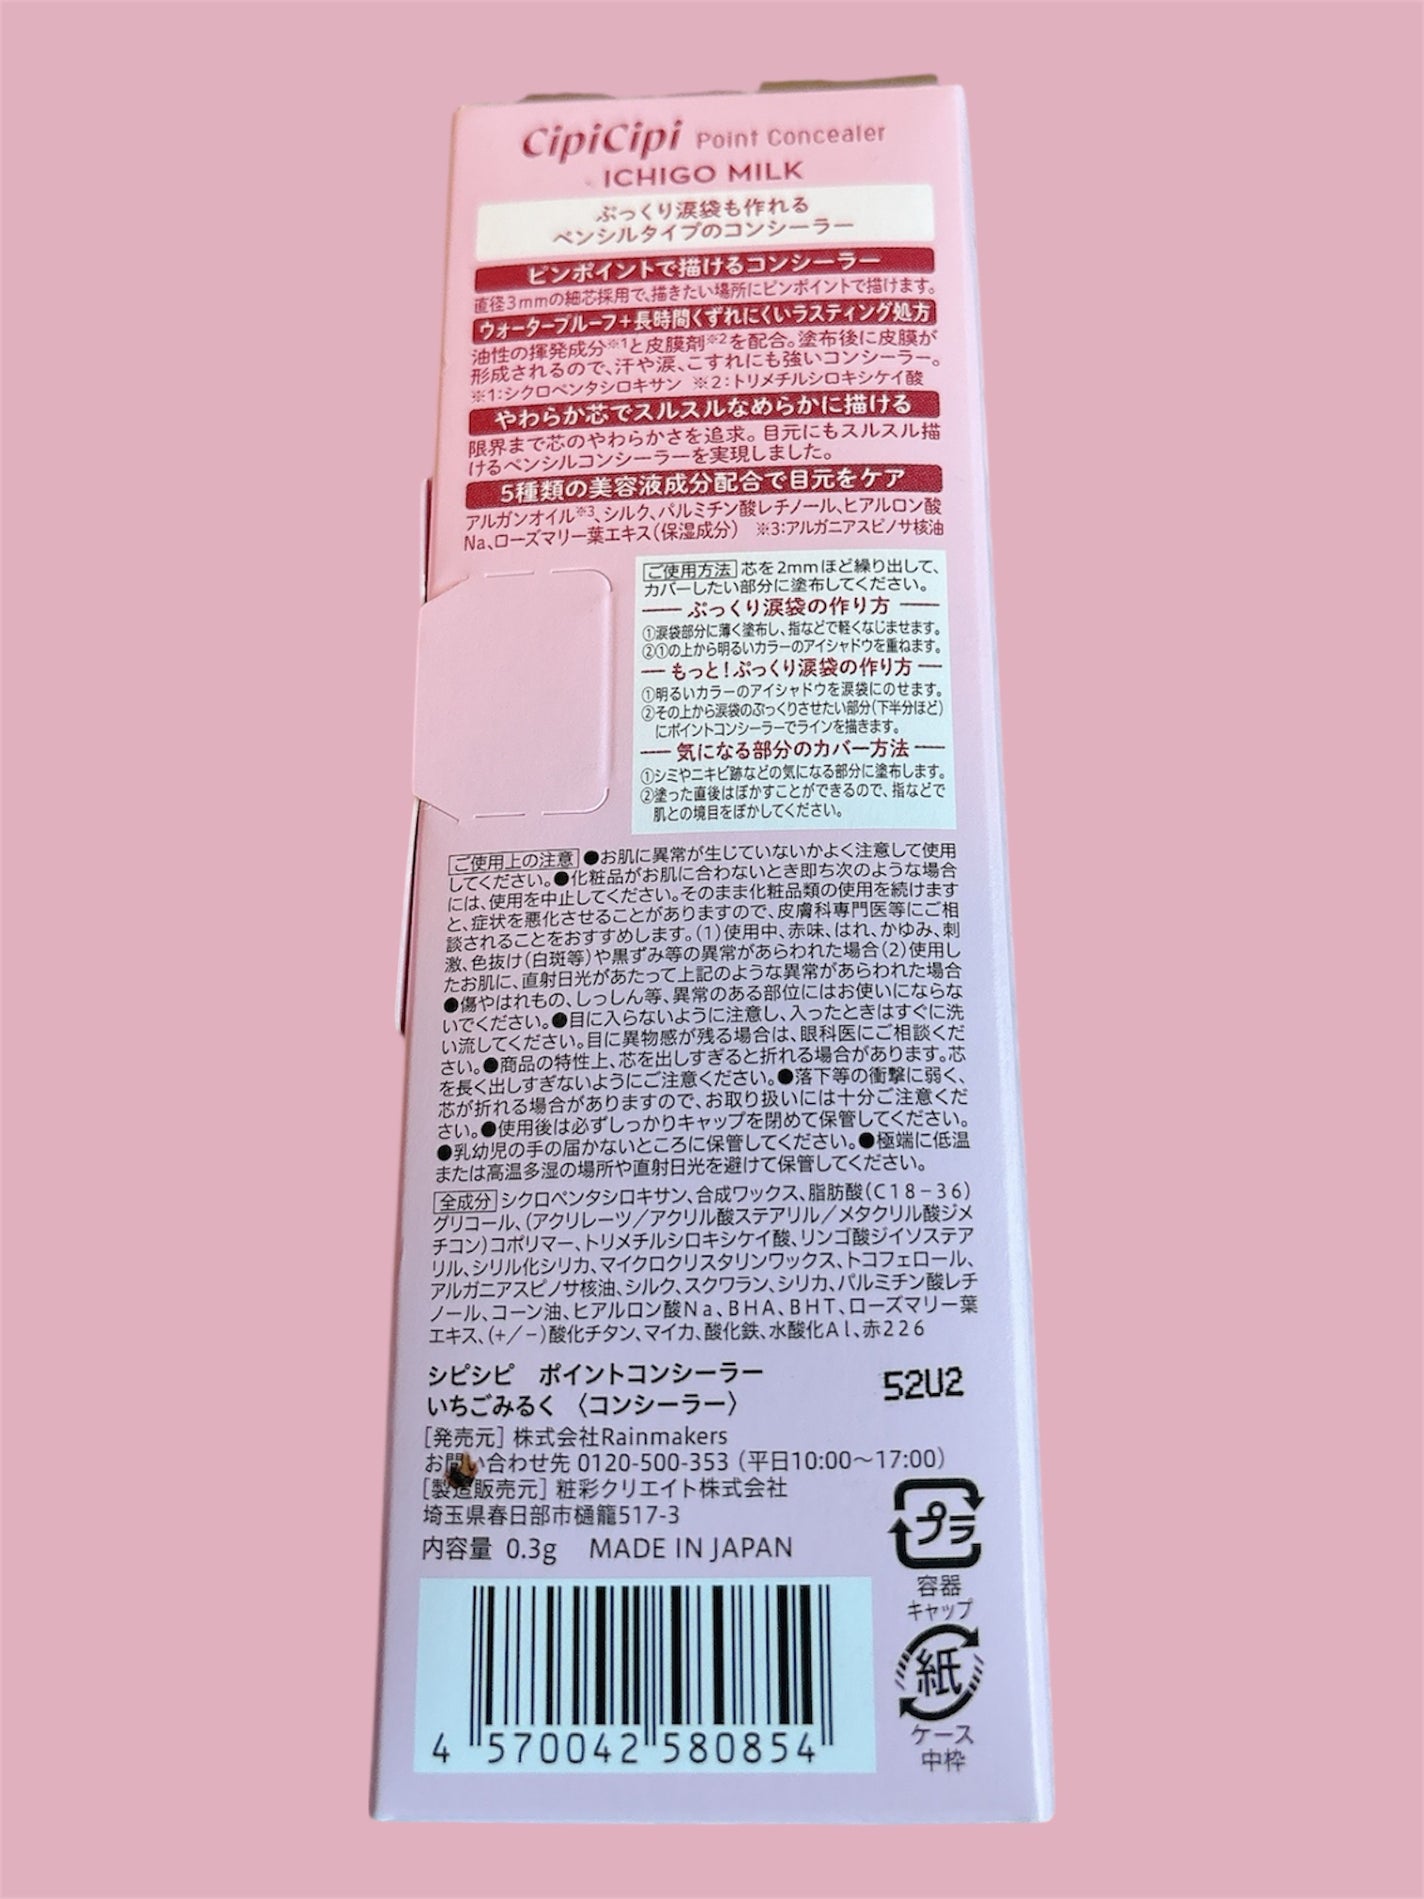 CipiCipi Point Concealer
ICHIGO MILK
ぷっくり涙袋も作れる
ペンシルタイプのコンシーラー
ピンポイントで描けるコンシーラー
直径3mmの細芯採用で、描きたい場所にピンポイントで描けます。
ウォータープルーフ+長時間くずれにくいラスティング処方
油性の揮発成分※1と皮膜剤※2を配合。塗布後に皮膜が
形成されるので、汗や涙、こすれにも強いコンシーラー。
※1:シクロペンタシロキサン ※2:トリメチルシロキシケイ酸
やわらか芯でスルスルなめらかに描ける
限界まで芯のやわらかさを追求。目元にもスルスル描
けるペンシルコンシーラーを実現しました。
5種類の美容液成分配合で目元をケア
アルガンオイル※3、シルク、パルミチン酸レチノール、ヒアルロン酸
Na、ローズマリー葉エキス(保湿成分) ※3:アルガニアスピノサ核油
ご使用方法 芯を2mmほど繰り出して、
カバーしたい部分に塗布してください。
ぷっくり涙袋の作り方
①涙袋部分に薄く塗布し、指などで軽くなじませます。
②①の上から明るいカラーのアイシャドウを重ねます。
もっと!ぷっくり涙袋の作り方
①明るいカラーのアイシャドウを涙袋にのせます。
②その上から涙袋のぷっくりさせたい部分(下半分ほど)
にポイントコンシーラーでラインを描きます。
気になる部分のカバー方法
①シミやニキビ跡などの気になる部分に塗布します。
②塗った直後はぼかすことができるので、指などで
肌との境目をぼかしてください。
ご使用上の注意 ●お肌に異常が生じていないかよく注意して使用
してください。●化粧品がお肌に合わないとき即ち次のような場合
には、使用を中止してください。そのまま化粧品類の使用を続けます
と、症状を悪化させることがありますので、皮膚科専門医等にご相
談されることをおすすめします。(1)使用中、赤味、はれ、かゆみ、刺
激、色抜け(白斑等)や黒ずみ等の異常があらわれた場合(2)使用し
たお肌に、直射日光があたって上記のような異常があらわれた場合
●傷やはれもの、しっしん等、異常のある部位にはお使いにならな
いでください。●目に入らないように注意し、入ったときはすぐに洗
い流してください。目に異物感が残る場合は、眼科医にご相談くだ
さい。●商品の特性上、芯を出しすぎると折れる場合があります。芯
を長く出しすぎないようにご注意ください。●落下等の衝撃に弱く、
芯が折れる場合がありますので、お取り扱いには十分ご注意くだ
さい。●使用後は必ずしっかりキャップを閉めて保管してください。
●乳幼児の手の届かないところに保管してください。●極端に低温
または高温多湿の場所や直射日光を避けて保管してください。
全成分 シクロペンタシロキサン、合成ワックス、脂肪酸(C18-36)
グリコール、(アクリレーツ/アクリル酸ステアリル/メタクリル酸ジメ
チコン)コポリマー、トリメチルシロキシケイ酸、リンゴ酸ジイソステア
リル、シリル化シリカ、マイクロクリスタリンワックス、トコフェロール、
アルガニアスピノサ核油、シルク、スクワラン、シリカ、パルミチン酸レチ
ノール、コーン油、ヒアルロン酸Na、BHA、BHT、ローズマリー葉
エキス、(+/-)酸化チタン、マイカ、酸化鉄、水酸化Al、赤226
シピシピ ポイントコンシーラー
いちごみるく 〈コンシーラー〉
52U2
[発売元] 株式会社Rainmakers
お問い合わせ先 0120-500-353 (平日10:00~17:00)
[製造販売元] 粧彩クリエイト株式会社
埼玉県春日部市樋籠517-3
内容量 0.3g MADE IN JAPAN
プラ
容器
キャップ
紙
ケース
中枠
4 570042 580854